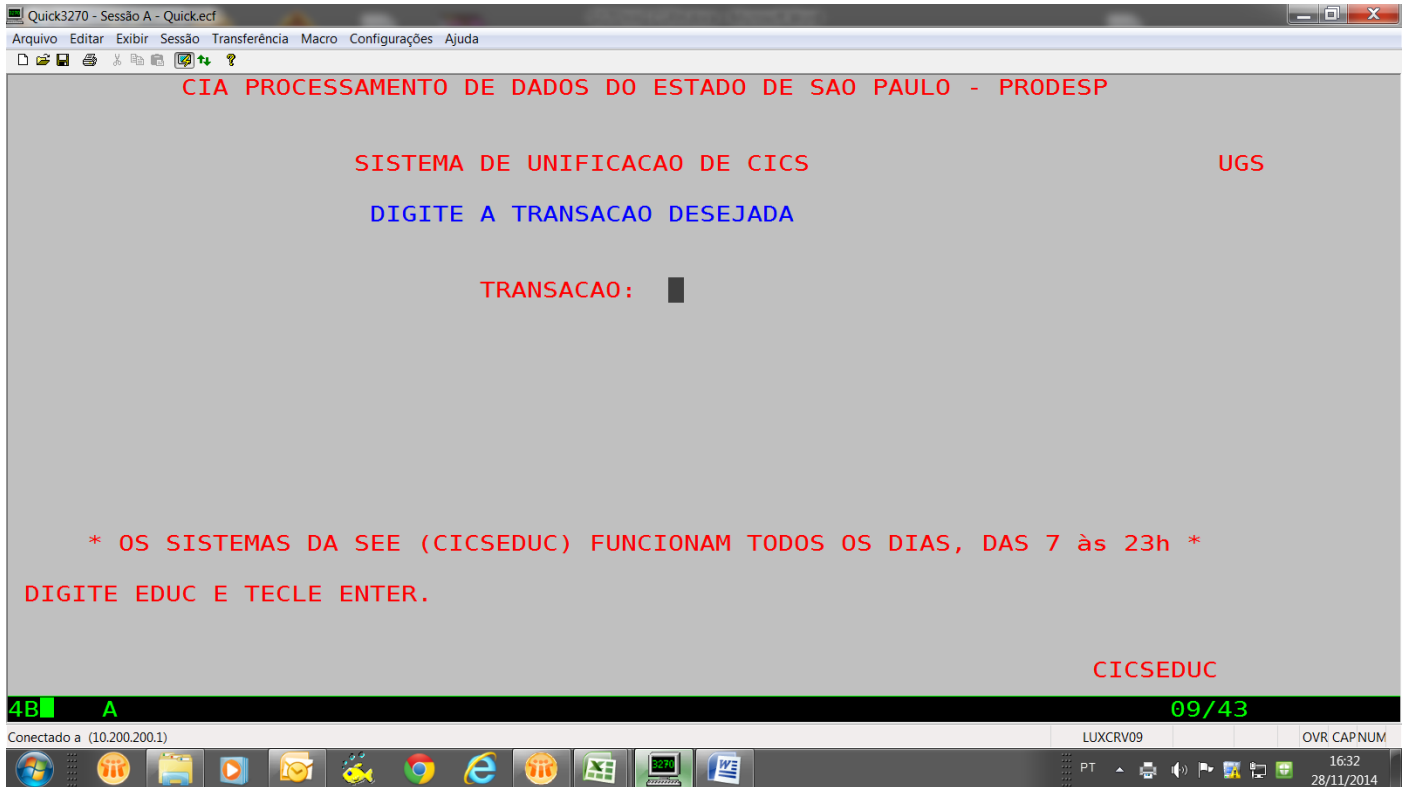 Quick3270 - Sessão A - Quick.ecf
Arquivo Editar Exibir Sessão Transferência Macro Configurações Ajuda
CIA PROCESSAMENTO DE DADOS DO ESTADO DE SAO PAULO - PRODESP
SISTEMA DE UNIFICACAO DE CICS UGS
DIGITE A TRANSACAO DESEJADA
TRANSACAO:
* OS SISTEMAS DA SEE (CICSEDUC) FUNCIONAM TODOS OS DIAS, DAS 7 às 23h *
DIGITE EDUC E TECLE ENTER.
CICSEDUC
4B A 09/43
Conectado a (10.200.200.1) LUXCRV09 OVR CAP NUM
3270
PT 16:32
28/11/2014